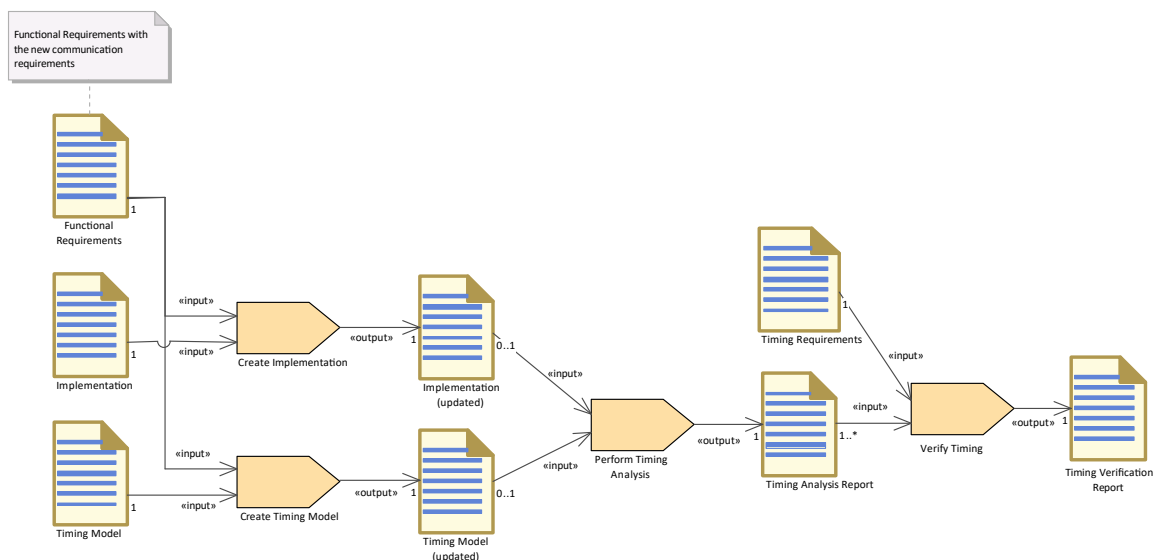 Functional Requirements with
the new communication
requirements
1
Functional
Requirements
«input»
1
«input»
Implementation
Create Implementation
«output»
1
0..1
Implementation
(updated)
«input»
1
«input»
Timing Model
«input»
Create Timing Model
«output»
1
0..1
Timing Model
(updated)
«input»
Perform Timing
Analysis
«output»
1
1
Timing Requirements
«input»
«input»
1..*
Timing Analysis Report
Verify Timing
«output»
1
Timing Verification
Report